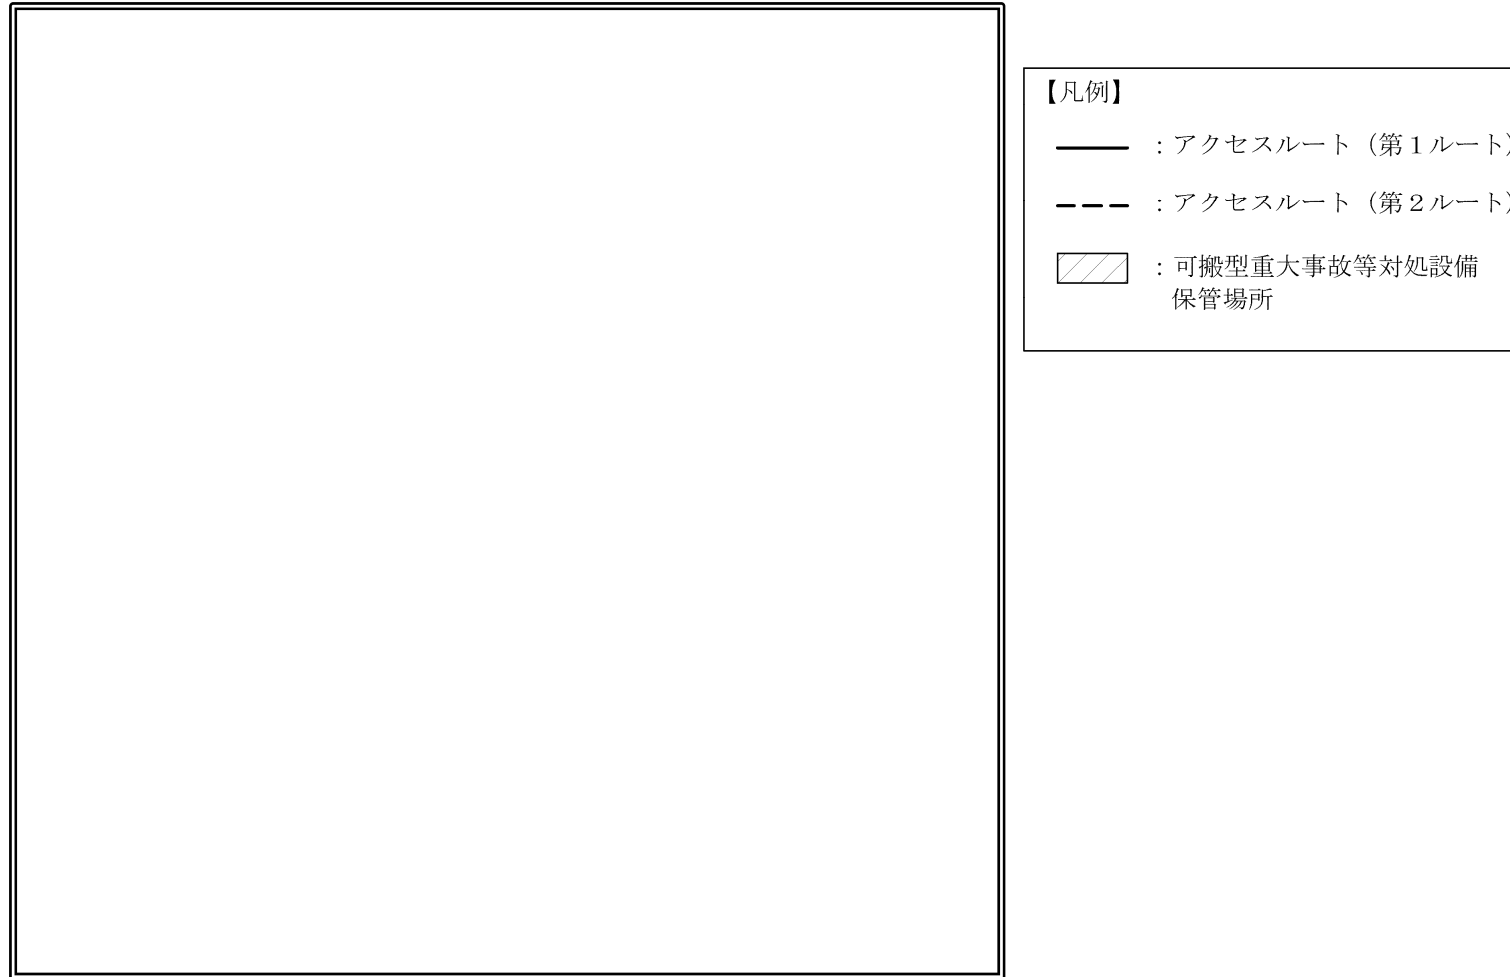 【凡例】
：アクセスルート（第１ルート）
：アクセスルート（第２ルート）
：可搬型重大事故等対処設備
保管場所